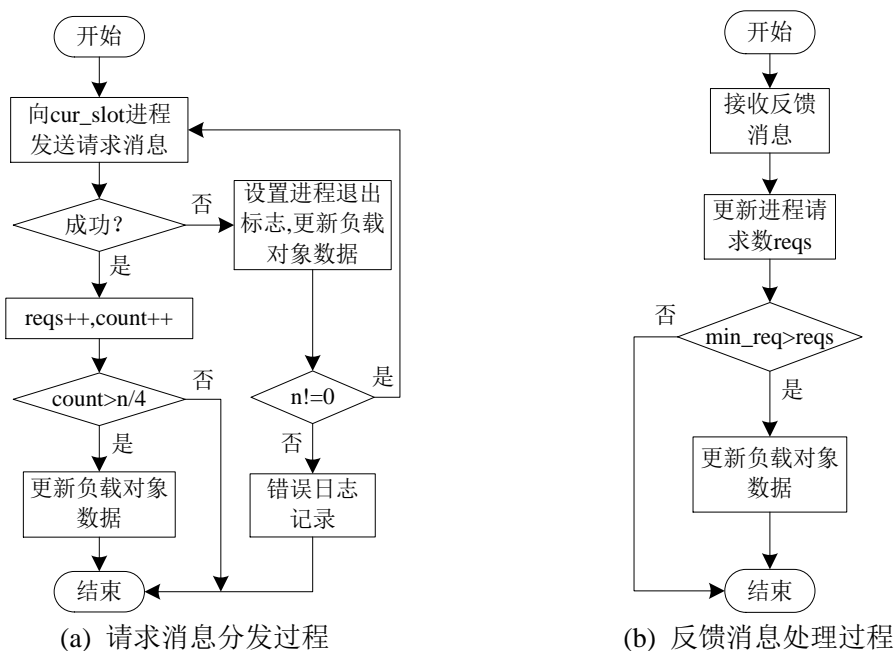 开始
向cur_slot进程
发送请求消息
成功?
否
是
设置进程退出
标志,更新负载
对象数据
reqs++,count++
count>n/4
否
是
n!=0
是
否
更新负载对象
数据
错误日志
记录
结束
(a) 请求消息分发过程
开始
接收反馈
消息
更新进程请
求数reqs
否
min_req>reqs
是
更新负载对象
数据
结束
(b) 反馈消息处理过程